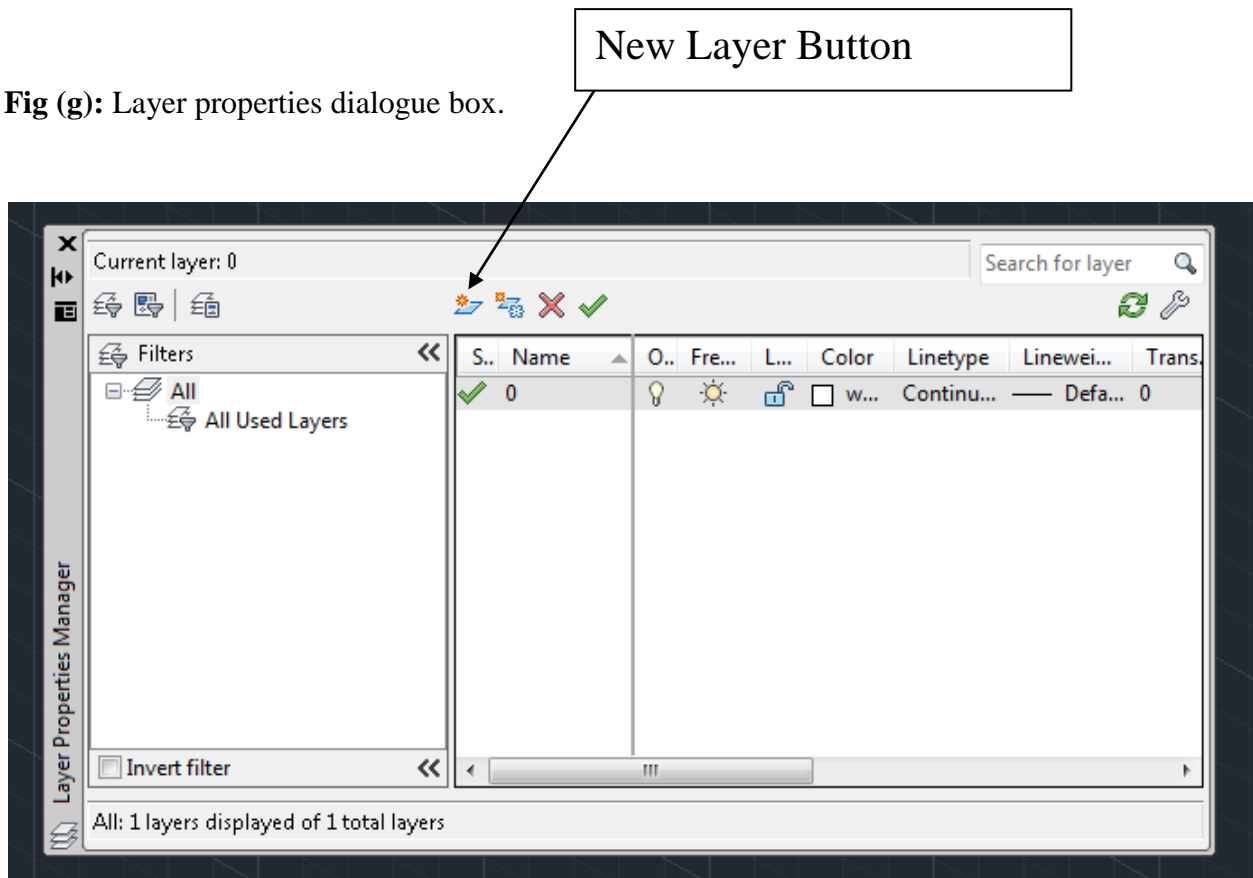 New Layer Button
Fig (g): Layer properties dialogue box.
Current layer: 0
Search for layer
Filters
All
All Used Layers
S.. Name O.. Fre... L... Color Linetype Linewei... Trans.
0 w... Continu... Defa... 0
Invert filter
Layer Properties Manager
All: 1 layers displayed of 1 total layers